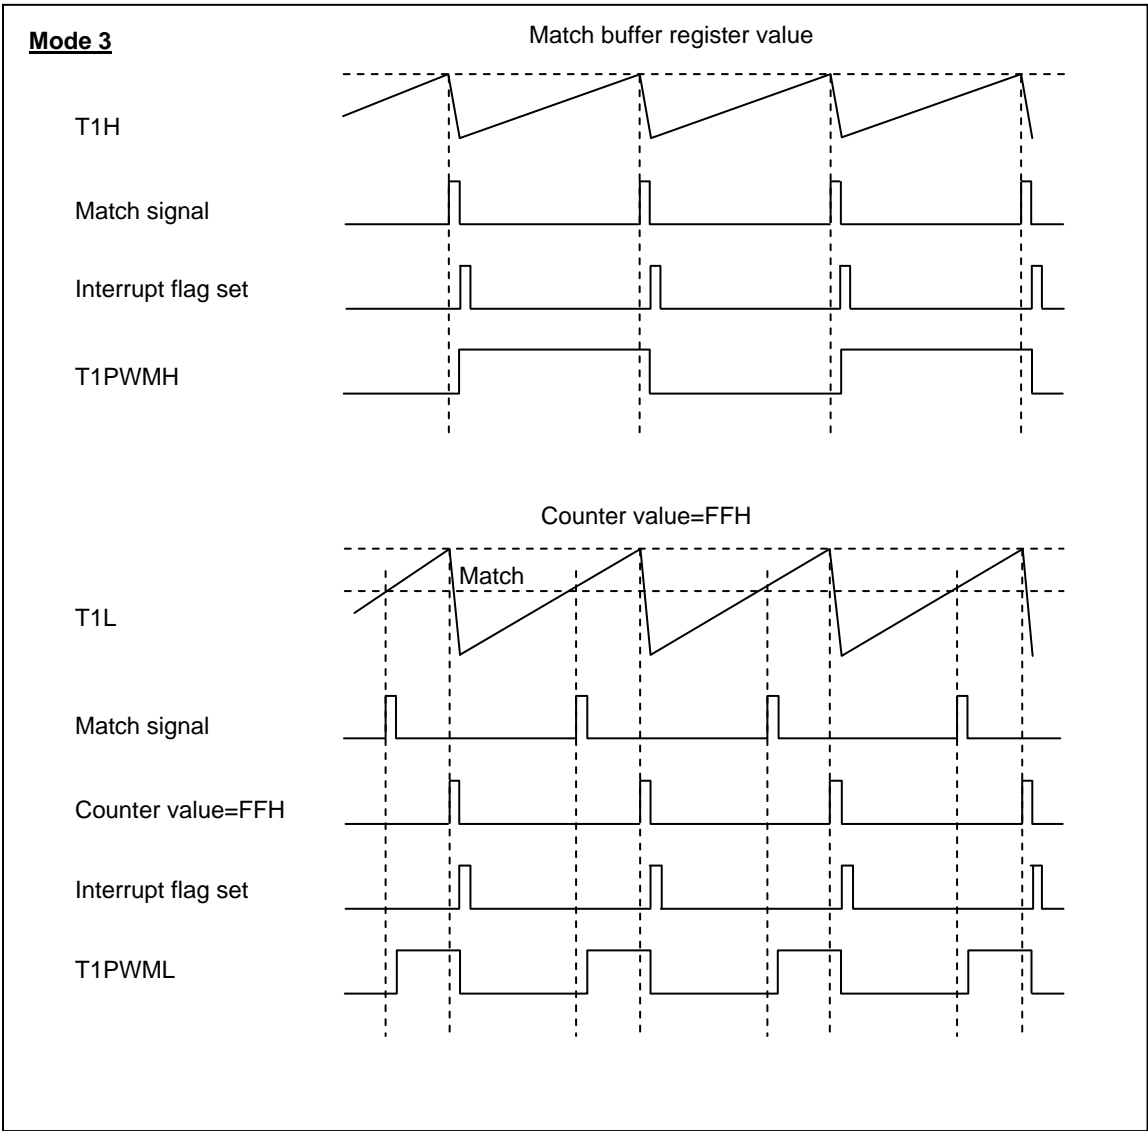 Mode 3
Match buffer register value
T1H
Match signal
Interrupt flag set
T1PWMH
Counter value=FFH
Match
T1L
Match signal
Counter value=FFH
Interrupt flag set
T1PWML